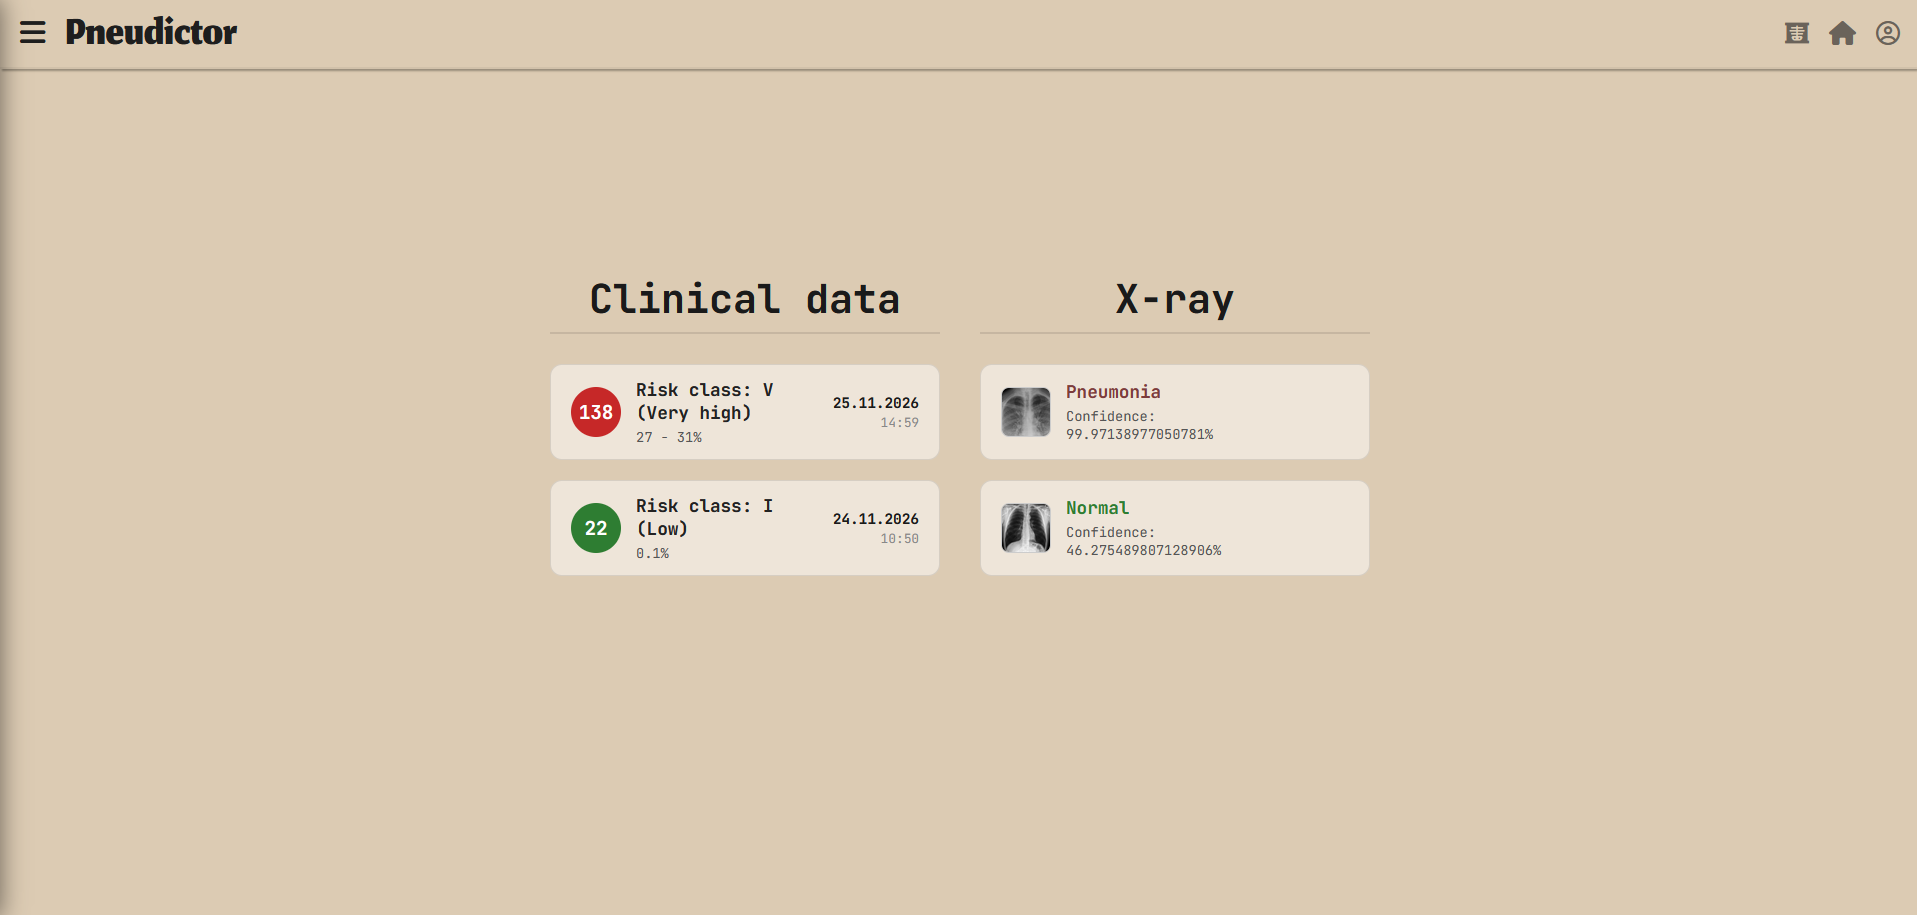 Pneudictor
Clinical data
138
Risk class: V
(Very high)
27 - 31%
25.11.2026
14:59
22
Risk class: I
(Low)
0.1%
24.11.2026
10:50
X-ray
Pneumonia
Confidence:
99.97138977050781%
Normal
Confidence:
46.275489807128906%